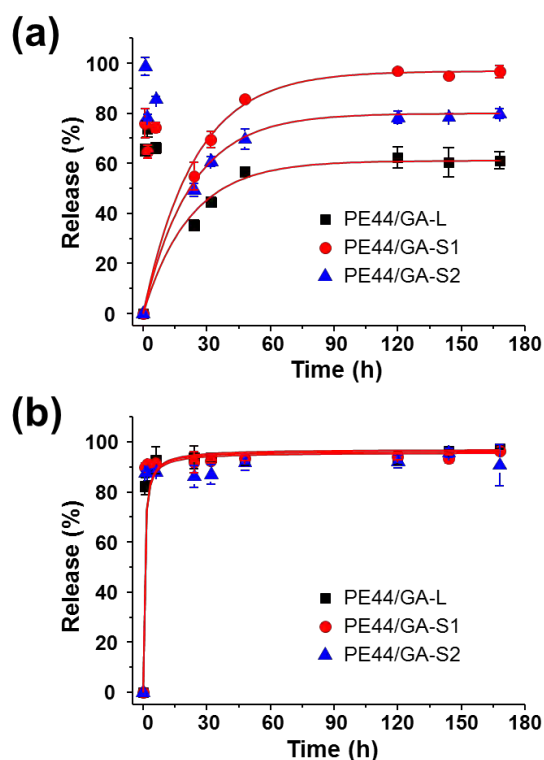 (a)
Release (%)
100
80
60
40
20
0
PE44/GA-L
PE44/GA-S1
PE44/GA-S2
0 30 60 90 120 150 180
Time (h)
(b)
Release (%)
100
80
60
40
20
0
PE44/GA-L
PE44/GA-S1
PE44/GA-S2
0 30 60 90 120 150 180
Time (h)